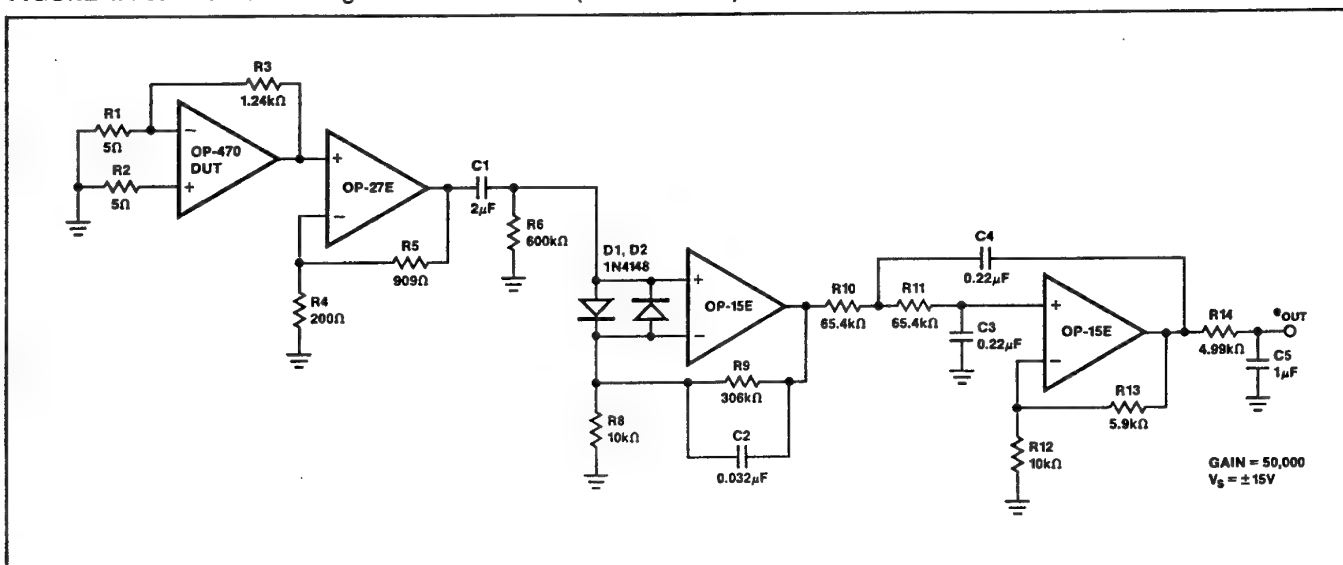 R1
5Ω
R2
5Ω
R3
1.24kΩ
−
OP-470
DUT
+
+
OP-27E
−
R5
909Ω
R4
200Ω
C1
2µF
R6
600kΩ
D1, D2
1N4148
+
OP-15E
−
R9
306kΩ
C2
0.032µF
R8
10kΩ
R10
65.4kΩ
R11
65.4kΩ
C4
0.22µF
C3
0.22µF
+
OP-15E
−
R13
5.9kΩ
R12
10kΩ
R14
4.99kΩ
eOUT
C5
1µF
GAIN = 50,000
VS = ±15V